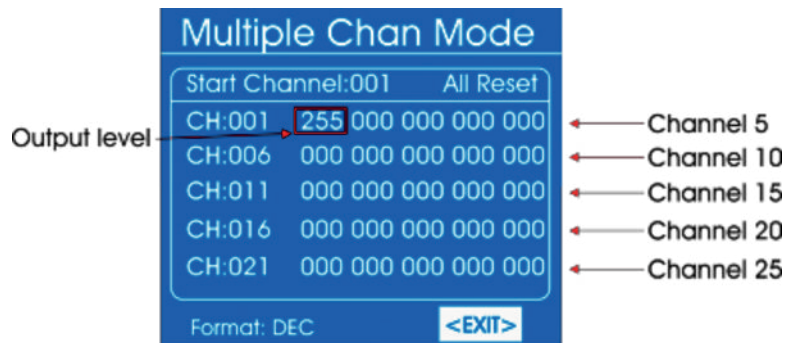 Multiple Chan Mode
Start Channel:001 All Reset
Output level
CH:001 255 000 000 000 000 Channel 5
CH:006 000 000 000 000 000 Channel 10
CH:011 000 000 000 000 000 Channel 15
CH:016 000 000 000 000 000 Channel 20
CH:021 000 000 000 000 000 Channel 25
Format: DEC <EXIT>